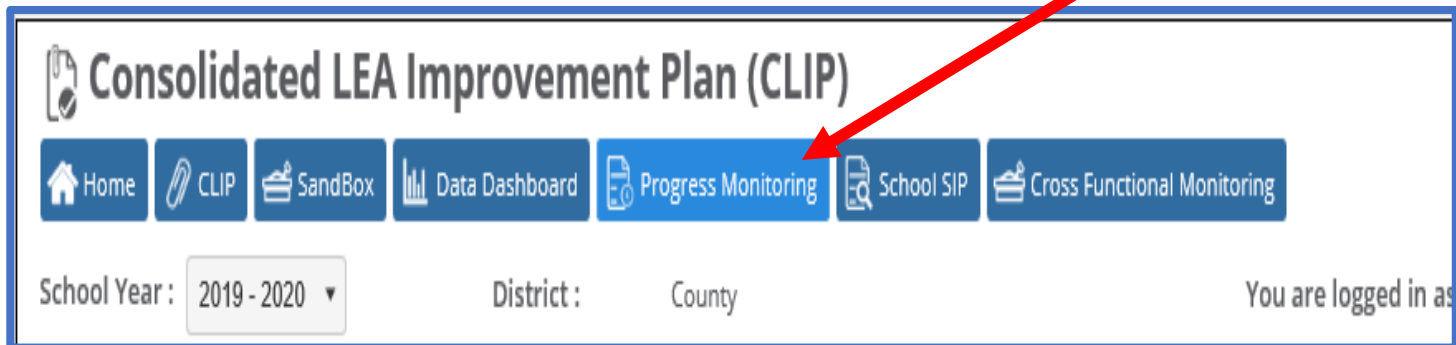 Consolidated LEA Improvement Plan (CLIP)
Home CLIP SandBox Data Dashboard Progress Monitoring School SIP Cross Functional Monitoring
School Year : 2019 - 2020 District : County You are logged in as